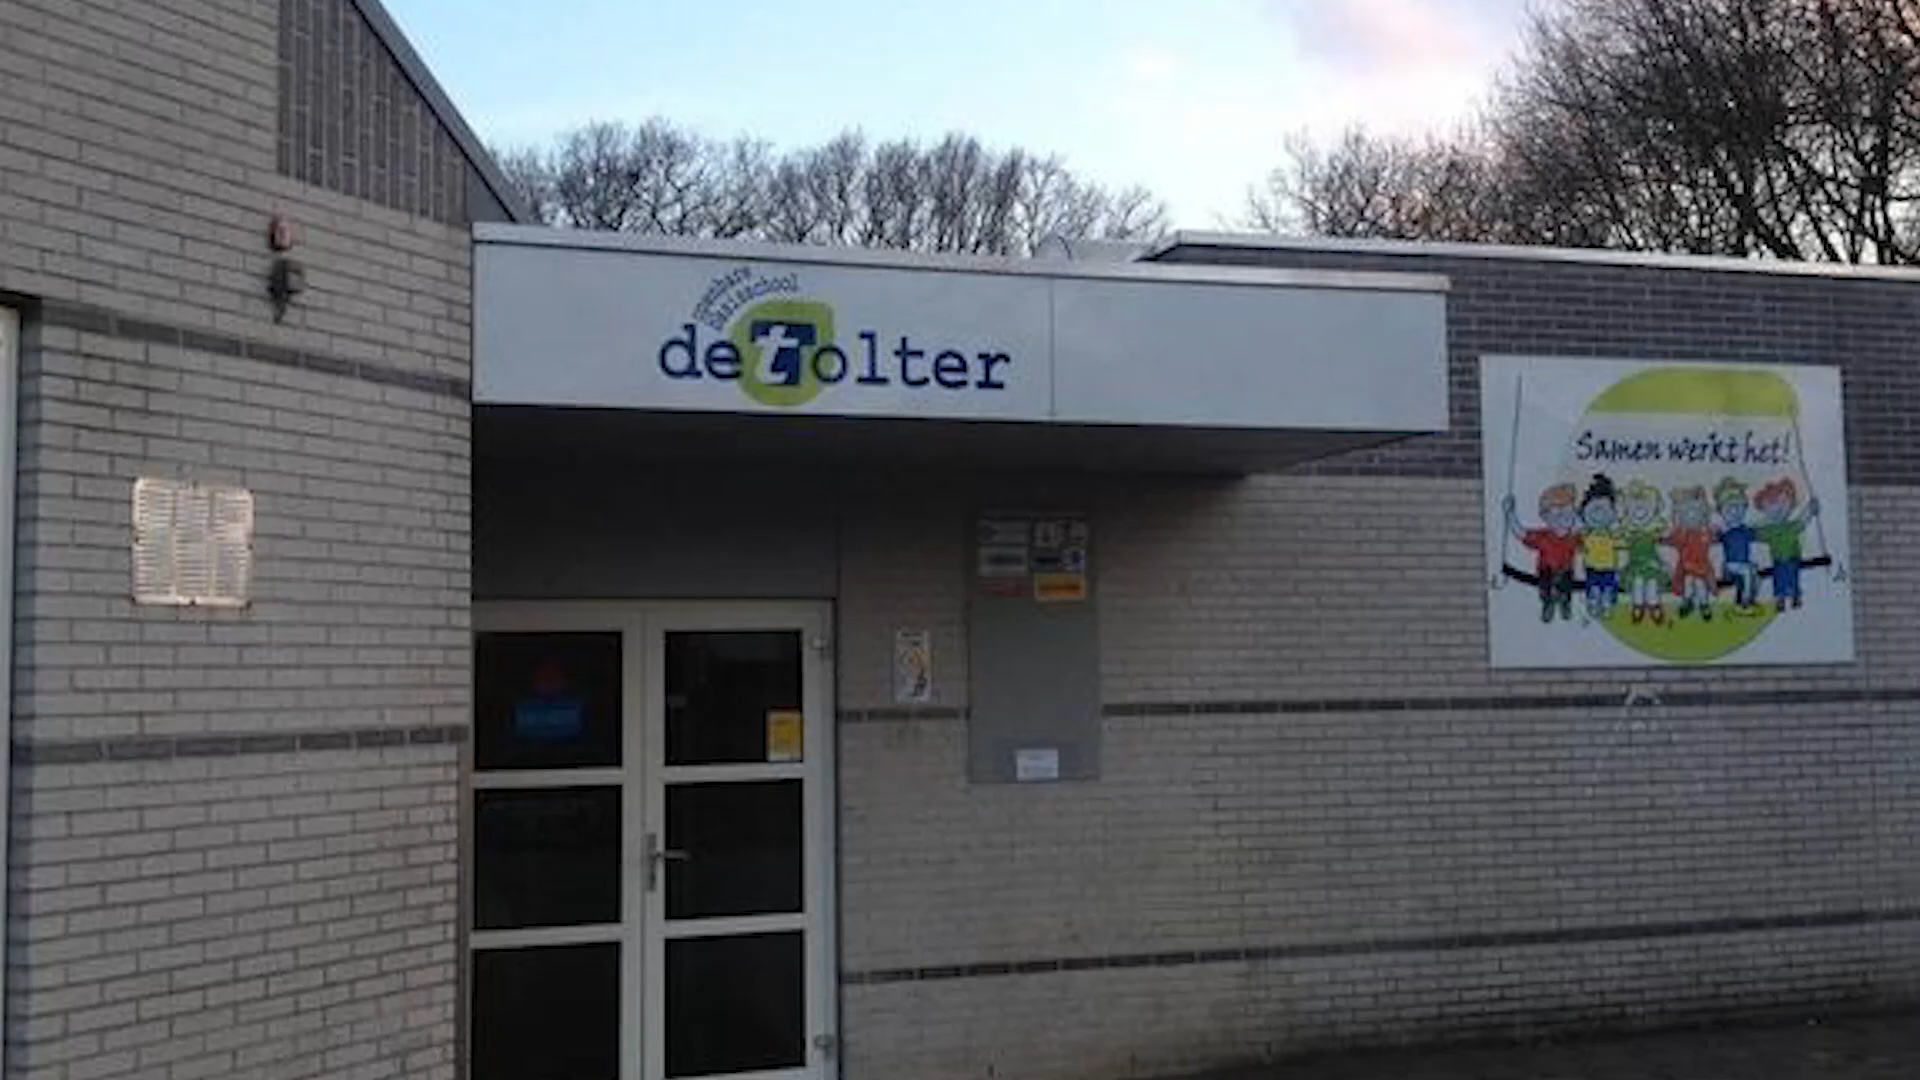 openbare
basisschool
de tolter
Samen werkt het!